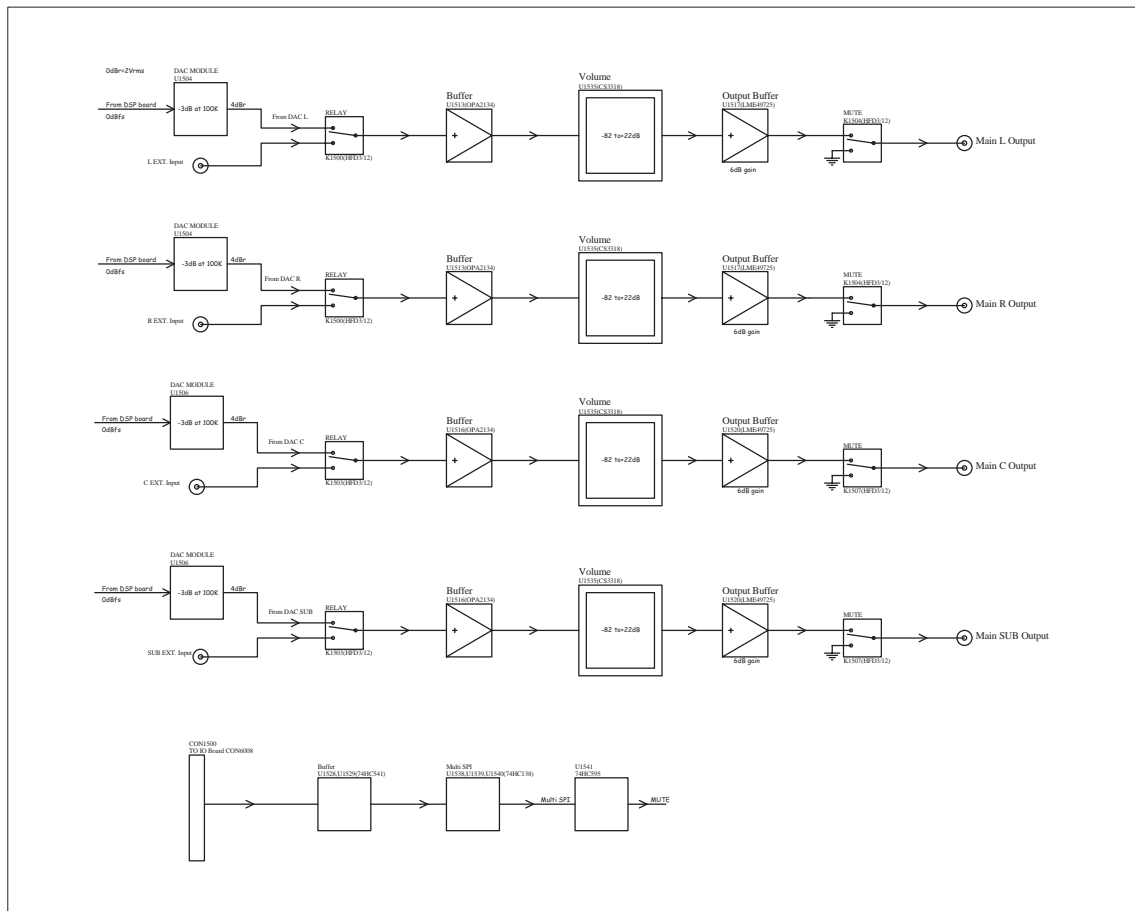 0dBr=2Vrms
DAC MODULE
U1504
From DSP board
0dBfs
-3dB at 100K
4dBr
From DAC L
RELAY
K1500(HFD3/12)
L EXT. Input
Buffer
U1513(OPA2134)
+
Volume
U1535(CS3318)
-82 to+22dB
Output Buffer
U1517(LME49725)
+
6dB gain
MUTE
K1504(HFD3/12)
Main L Output
DAC MODULE
U1504
From DSP board
0dBfs
-3dB at 100K
4dBr
From DAC R
RELAY
K1500(HFD3/12)
R EXT. Input
Buffer
U1513(OPA2134)
+
Volume
U1535(CS3318)
-82 to+22dB
Output Buffer
U1517(LME49725)
+
6dB gain
MUTE
K1504(HFD3/12)
Main R Output
DAC MODULE
U1506
From DSP board
0dBfs
-3dB at 100K
4dBr
From DAC C
RELAY
K1503(HFD3/12)
C EXT. Input
Buffer
U1516(OPA2134)
+
Volume
U1535(CS3318)
-82 to+22dB
Output Buffer
U1520(LME49725)
+
6dB gain
MUTE
K1507(HFD3/12)
Main C Output
DAC MODULE
U1506
From DSP board
0dBfs
-3dB at 100K
4dBr
From DAC SUB
RELAY
K1503(HFD3/12)
SUB EXT. Input
Buffer
U1516(OPA2134)
+
Volume
U1535(CS3318)
-82 to+22dB
Output Buffer
U1520(LME49725)
+
6dB gain
MUTE
K1507(HFD3/12)
Main SUB Output
CON1500
TO IO Board CON6008
Buffer
U1528,U1529(74HC541)
Multi SPI
U1538,U1539,U1540(74HC138)
Multi SPI
U1541
74HC595
MUTE